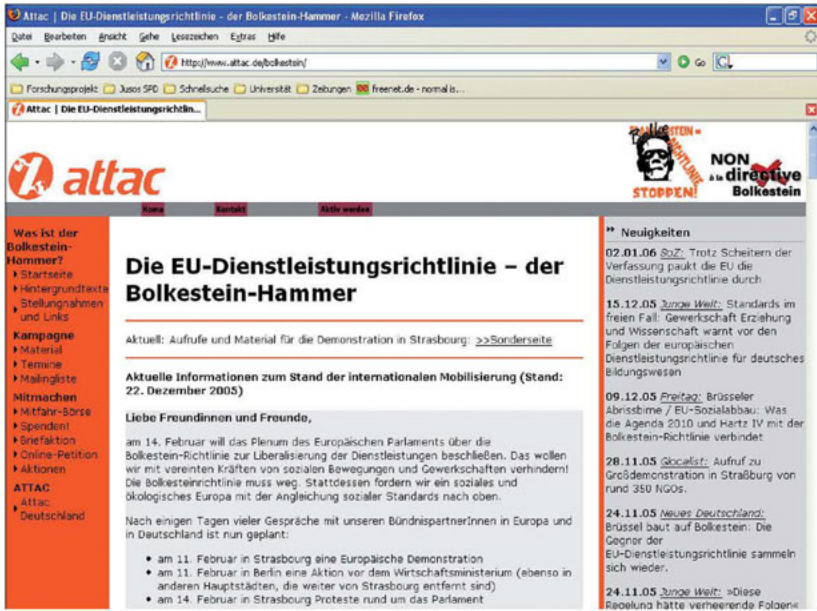 Attac | Die EU-Dienstleistungsrichtlinie - der Bolkestein-Hammer - Mozilla Firefox
Datei Bearbeiten Ansicht Gehe Lesezeichen Extras Hilfe
http://www.attac.de/bolkestein/
Go
Forschungsprojekt Jusos SPD Schnellsuche Universität Zeitungen freenet.de - normal is...
Attac | Die EU-Dienstleistungsrichtlin...
attac
BOLKESTEIN =
RICHTLINIE
STOPPEN!
NON
à la directive
Bolkestein
Home Kontakt Aktiv werden
Was ist der
Bolkestein-
Hammer?
Startseite
Hintergrundtexte
Stellungnahmen
und Links
Kampagne
Material
Termine
Mailingliste
Mitmachen
Mitfahr-Börse
Spenden!
Briefaktion
Online-Petition
Aktionen
ATTAC
Attac
Deutschland
Die EU-Dienstleistungsrichtlinie – der
Bolkestein-Hammer
Aktuell: Aufrufe und Material für die Demonstration in Strasbourg: >>Sonderseite
Aktuelle Informationen zum Stand der internationalen Mobilisierung (Stand:
22. Dezember 2005)
Liebe Freundinnen und Freunde,
am 14. Februar will das Plenum des Europäischen Parlaments über die
Bolkestein-Richtlinie zur Liberalisierung der Dienstleistungen beschließen. Das wollen
wir mit vereinten Kräften von sozialen Bewegungen und Gewerkschaften verhindern!
Die Bolkesteinrichtlinie muss weg. Stattdessen fordern wir ein soziales und
ökologisches Europa mit der Angleichung sozialer Standards nach oben.
Nach einigen Tagen vieler Gespräche mit unseren BündnispartnerInnen in Europa und
in Deutschland ist nun geplant:
• am 11. Februar in Strasbourg eine Europäische Demonstration
• am 11. Februar in Berlin eine Aktion vor dem Wirtschaftsministerium (ebenso in
anderen Hauptstädten, die weiter von Strasbourg entfernt sind)
• am 14. Februar in Strasbourg Proteste rund um das Parlament
Neuigkeiten
02.01.06 SoZ: Trotz Scheitern der
Verfassung paukt die EU die
Dienstleistungsrichtlinie durch
15.12.05 Junge Welt: Standards im
freien Fall: Gewerkschaft Erziehung
und Wissenschaft warnt vor den
Folgen der europäischen
Dienstleistungsrichtlinie für deutsches
Bildungswesen
09.12.05 Freitag: Brüsseler
Abrissbirne / EU-Sozialabbau: Was
die Agenda 2010 und Hartz IV mit der
Bolkestein-Richtlinie verbindet
28.11.05 Glocalist: Aufruf zu
Großdemonstration in Straßburg von
rund 350 NGOs.
24.11.05 Neues Deutschland:
Brüssel baut auf Bolkestein: Die
Gegner der
EU-Dienstleistungsrichtlinie sammeln
sich wieder.
24.11.05 Junge Welt: »Diese
Regelung hätte verheerende Folgen«